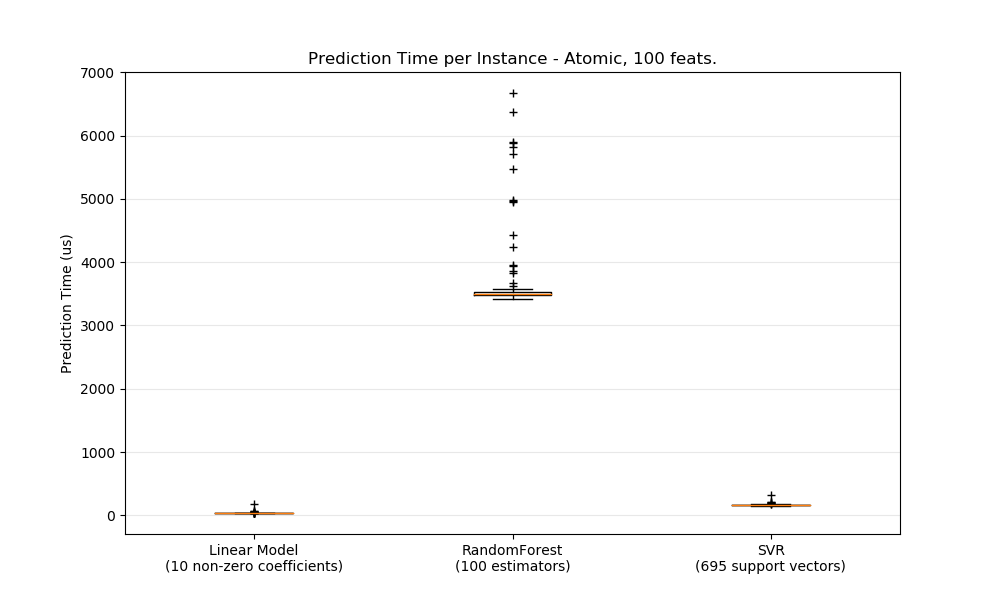 Prediction Time per Instance - Atomic, 100 feats.
7000
6000
5000
4000
3000
2000
1000
0
Prediction Time (us)
Linear Model
(10 non-zero coefficients)
RandomForest
(100 estimators)
SVR
(695 support vectors)